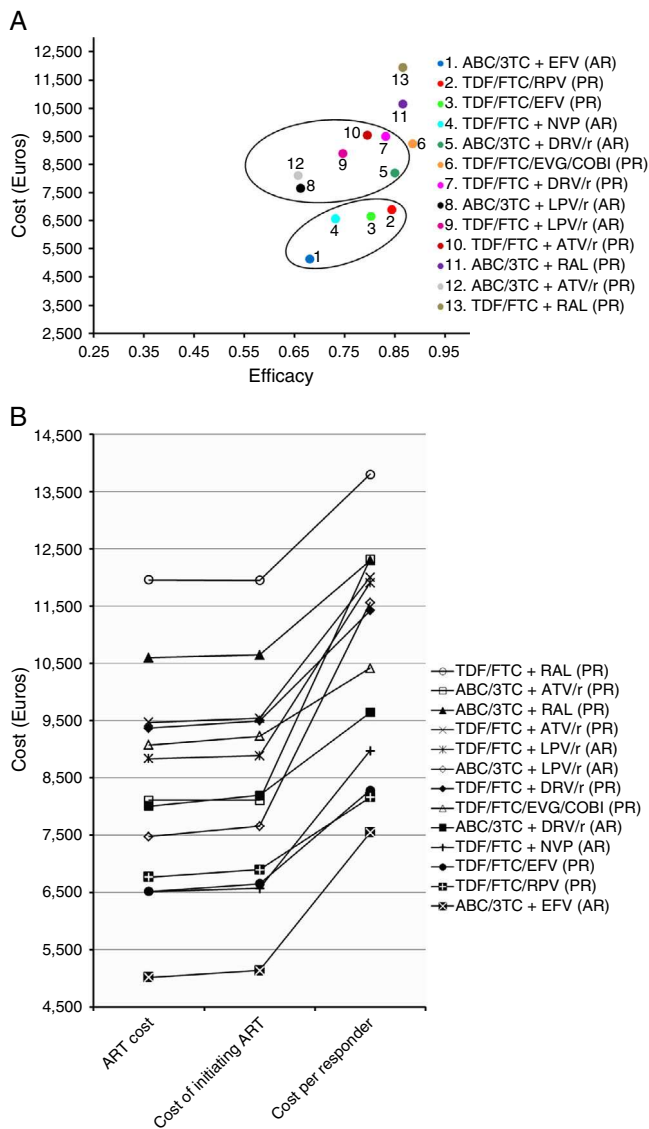 A
12,500
11,500
10,500
9,500
8,500
7,500
6,500
5,500
4,500
3,500
2,500
Cost (Euros)
0.25 0.35 0.45 0.55 0.65 0.75 0.85 0.95
Efficacy
13
11
10
7
6
9
12
5
8
4
3
2
1
1. ABC/3TC + EFV (AR)
2. TDF/FTC/RPV (PR)
3. TDF/FTC/EFV (PR)
4. TDF/FTC + NVP (AR)
5. ABC/3TC + DRV/r (AR)
6. TDF/FTC/EVG/COBI (PR)
7. TDF/FTC + DRV/r (PR)
8. ABC/3TC + LPV/r (AR)
9. TDF/FTC + LPV/r (AR)
10. TDF/FTC + ATV/r (PR)
11. ABC/3TC + RAL (PR)
12. ABC/3TC + ATV/r (PR)
13. TDF/FTC + RAL (PR)
B
14,500
13,500
12,500
11,500
10,500
9,500
8,500
7,500
6,500
5,500
4,500
Cost (Euros)
ART cost
Cost of initiating ART
Cost per responder
TDF/FTC + RAL (PR)
ABC/3TC + ATV/r (PR)
ABC/3TC + RAL (PR)
TDF/FTC + ATV/r (PR)
TDF/FTC + LPV/r (AR)
ABC/3TC + LPV/r (AR)
TDF/FTC + DRV/r (PR)
TDF/FTC/EVG/COBI (PR)
ABC/3TC + DRV/r (AR)
TDF/FTC + NVP (AR)
TDF/FTC/EFV (PR)
TDF/FTC/RPV (PR)
ABC/3TC + EFV (AR)